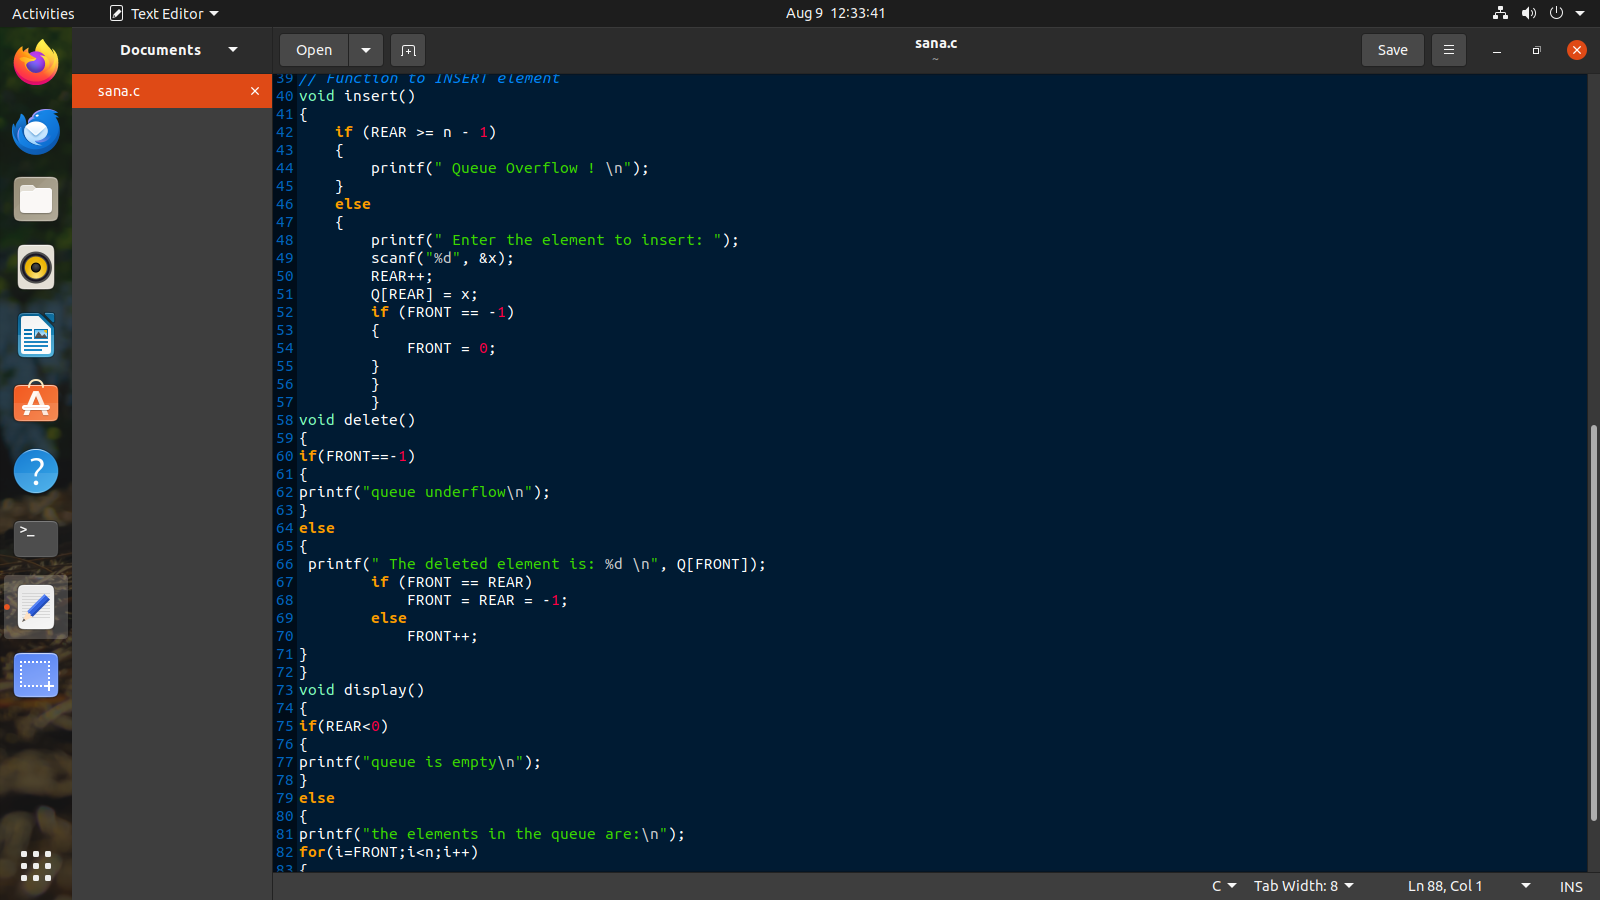 Activities
Text Editor
Aug 9 12:33:41
Documents
Open
sana.c
~
Save
sana.c
39 // Function to INSERT element
40 void insert()
41 {
42     if (REAR >= n - 1)
43     {
44         printf(" Queue Overflow ! \n");
45     }
46     else
47     {
48         printf(" Enter the element to insert: ");
49         scanf("%d", &x);
50         REAR++;
51         Q[REAR] = x;
52         if (FRONT == -1)
53         {
54             FRONT = 0;
55         }
56         }
57         }
58 void delete()
59 {
60 if(FRONT==-1)
61 {
62 printf("queue underflow\n");
63 }
64 else
65 {
66  printf(" The deleted element is: %d \n", Q[FRONT]);
67         if (FRONT == REAR)
68             FRONT = REAR = -1;
69         else
70             FRONT++;
71 }
72 }
73 void display()
74 {
75 if(REAR<0)
76 {
77 printf("queue is empty\n");
78 }
79 else
80 {
81 printf("the elements in the queue are:\n");
82 for(i=FRONT;i<n;i++)
83 {
C
Tab Width: 8
Ln 88, Col 1
INS